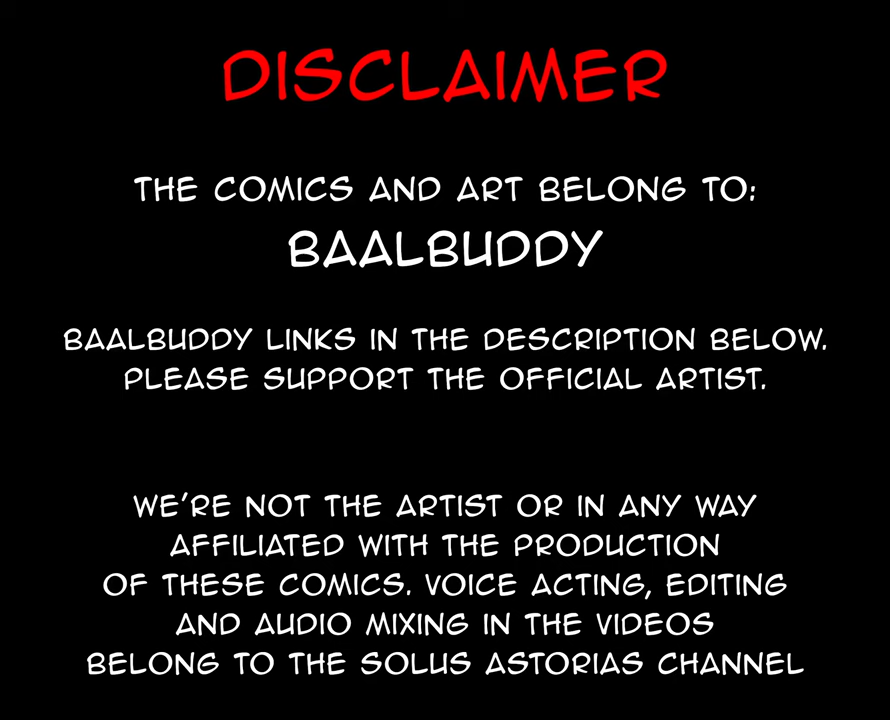 DISCLAIMER
THE COMICS AND ART BELONG TO:
BAALBUDDY
BAALBUDDY LINKS IN THE DESCRIPTION BELOW.
PLEASE SUPPORT THE OFFICIAL ARTIST.
WE'RE NOT THE ARTIST OR IN ANY WAY
AFFILIATED WITH THE PRODUCTION
OF THESE COMICS. VOICE ACTING, EDITING
AND AUDIO MIXING IN THE VIDEOS
BELONG TO THE SOLUS ASTORIAS CHANNEL